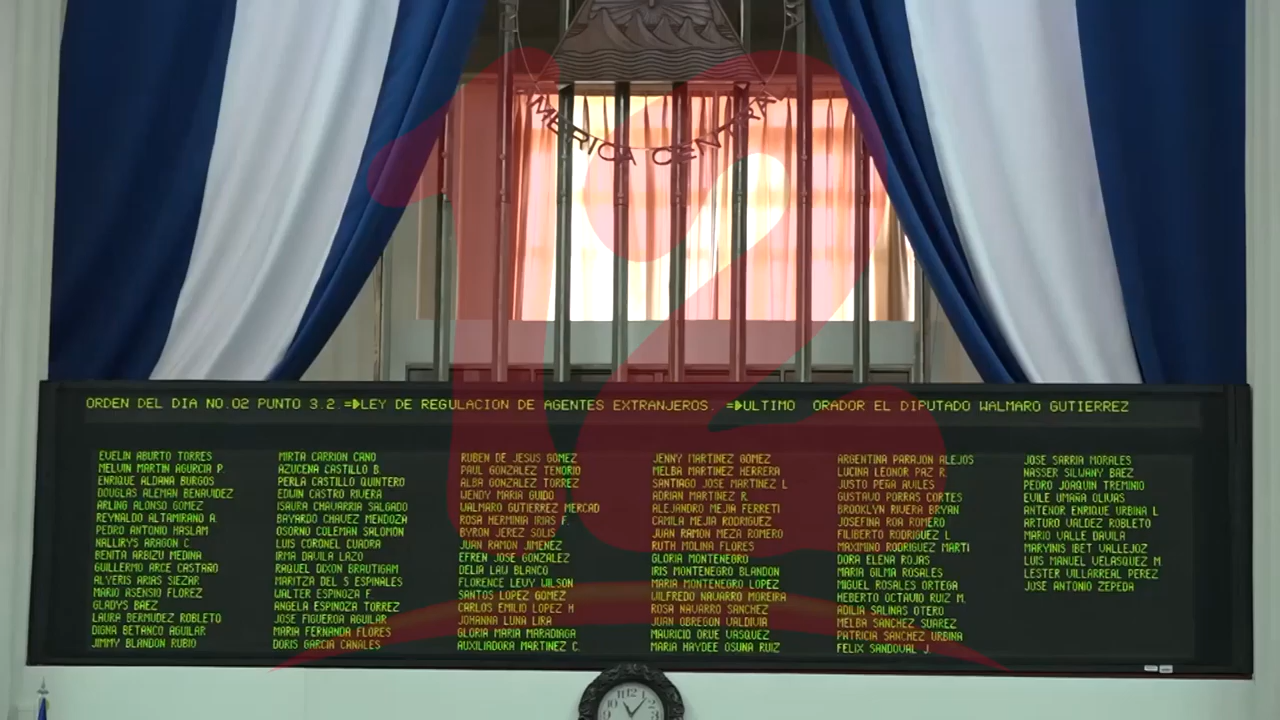 MERICA CENTRA
ORDEN DEL DIA NO.02 PUNTO 3.2.=►LEY DE REGULACION DE AGENTES EXTRANJEROS. =►ULTIMO ORADOR EL DIPUTADO WALMARO GUTIERREZ
EVELIN ABURTO TORRES
MELVIN MARTIN AGURCIA P.
ENRIQUE ALDANA BURGOS
DOUGLAS ALEMAN BENAVIDEZ
ARLING ALONSO GOMEZ
REYNALDO ALTAMIRANO A.
PEDRO ANTONIO HASLAM
NALLIRYS ARAGON C.
BENITA ARBIZU MEDINA
GUILLERMO ARCE CASTAÑO
ALYERIS ARIAS SIEZAR
MARIO ASENSIO FLOREZ
GLADYS BAEZ
LAURA BERMUDEZ ROBLETO
DIGNA BETANCO AGUILAR
JIMMY BLANDON RUBIO
MIRTA CARRION CANO
AZUCENA CASTILLO B.
PERLA CASTILLO QUINTERO
EDWIN CASTRO RIVERA
ISAURA CHAVARRIA SALGADO
BAYARDO CHAVEZ MENDOZA
OSORNO COLEMAN SALOMON
LUIS CORONEL CUADRA
IRMA DAVILA LAZO
RAQUEL DIXON BRAUTIGAM
MARITZA DEL S ESPINALES
WALTER ESPINOZA F
ANGELA ESPINOZA TORREZ
JOSE FIGUEROA AGUILAR
MARIA FERNANDA FLORES
DORIS GARCIA CANALES
RUBEN DE JESUS GOMEZ
PAUL GONZALEZ TENORIO
ALBA GONZALEZ TORREZ
WENDY MARIA GUIDO
WALMARO GUTIERREZ MERCAD
ROSA HERMINIA IRIAS F.
BYRON JEREZ SOLIS
JUAN RAMON JIMENEZ
EFREN JOSE GONZALEZ
DELIA LAU BLANCO
FLORENCE LEVY WILSON
SANTOS LOPEZ GOMEZ
CARLOS EMILIO LOPEZ H
JOHANNA LUNA LIRA
GLORIA MARIA MARADIAGA
AUXILIADORA MARTINEZ C.
JENNY MARTINEZ GOMEZ
MELBA MARTINEZ HERRERA
SANTIAGO JOSE MARTINEZ L
ADRIAN MARTINEZ R.
ALEJANDRO MEJIA FERRETI
CAMILA MEJIA RODRIGUEZ
JUAN RAMON MEZA ROMERO
RUTH MOLINA FLORES
GLORIA MONTENEGRO
IRIS MONTENEGRO BLANDON
MARIA MONTENEGRO LOPEZ
WILFREDO NAVARRO MOREIRA
ROSA NAVARRO SANCHEZ
JUAN OBREGON VALDIVIA
MAURICIO ORUE VASQUEZ
MARIA HAYDEE OSUNA RUIZ
ARGENTINA PARAJON ALEJOS
LUCINA LEONOR PAZ R.
JUSTO PEÑA AVILES
GUSTAVO PORRAS CORTES
BROOKLYN RIVERA BRYAN
JOSEFINA ROA ROMERO
FILIBERTO RODRIGUEZ L
MAXIMINO RODRIGUEZ MARTI
DORA ELENA ROJAS
MARIA GILMA ROSALES
MIGUEL ROSALES ORTEGA
HEBERTO OCTAVIO RUIZ M.
ADILIA SALINAS OTERO
MELBA SANCHEZ SUAREZ
PATRICIA SANCHEZ URBINA
FELIX SANDOVAL J.
JOSE SARRIA MORALES
NASSER SILWANY BAEZ
PEDRO JOAQUIN TREMINIO
EVILE UMAÑA OLIVAS
ANTENOR ENRIQUE URBINA L
ARTURO VALDEZ ROBLETO
MARIO VALLE DAVILA
MARYINIS IBET VALLEJOZ
LUIS MANUEL VELASQUEZ M.
LESTER VILLARREAL PEREZ
JOSE ANTONIO ZEPEDA
12